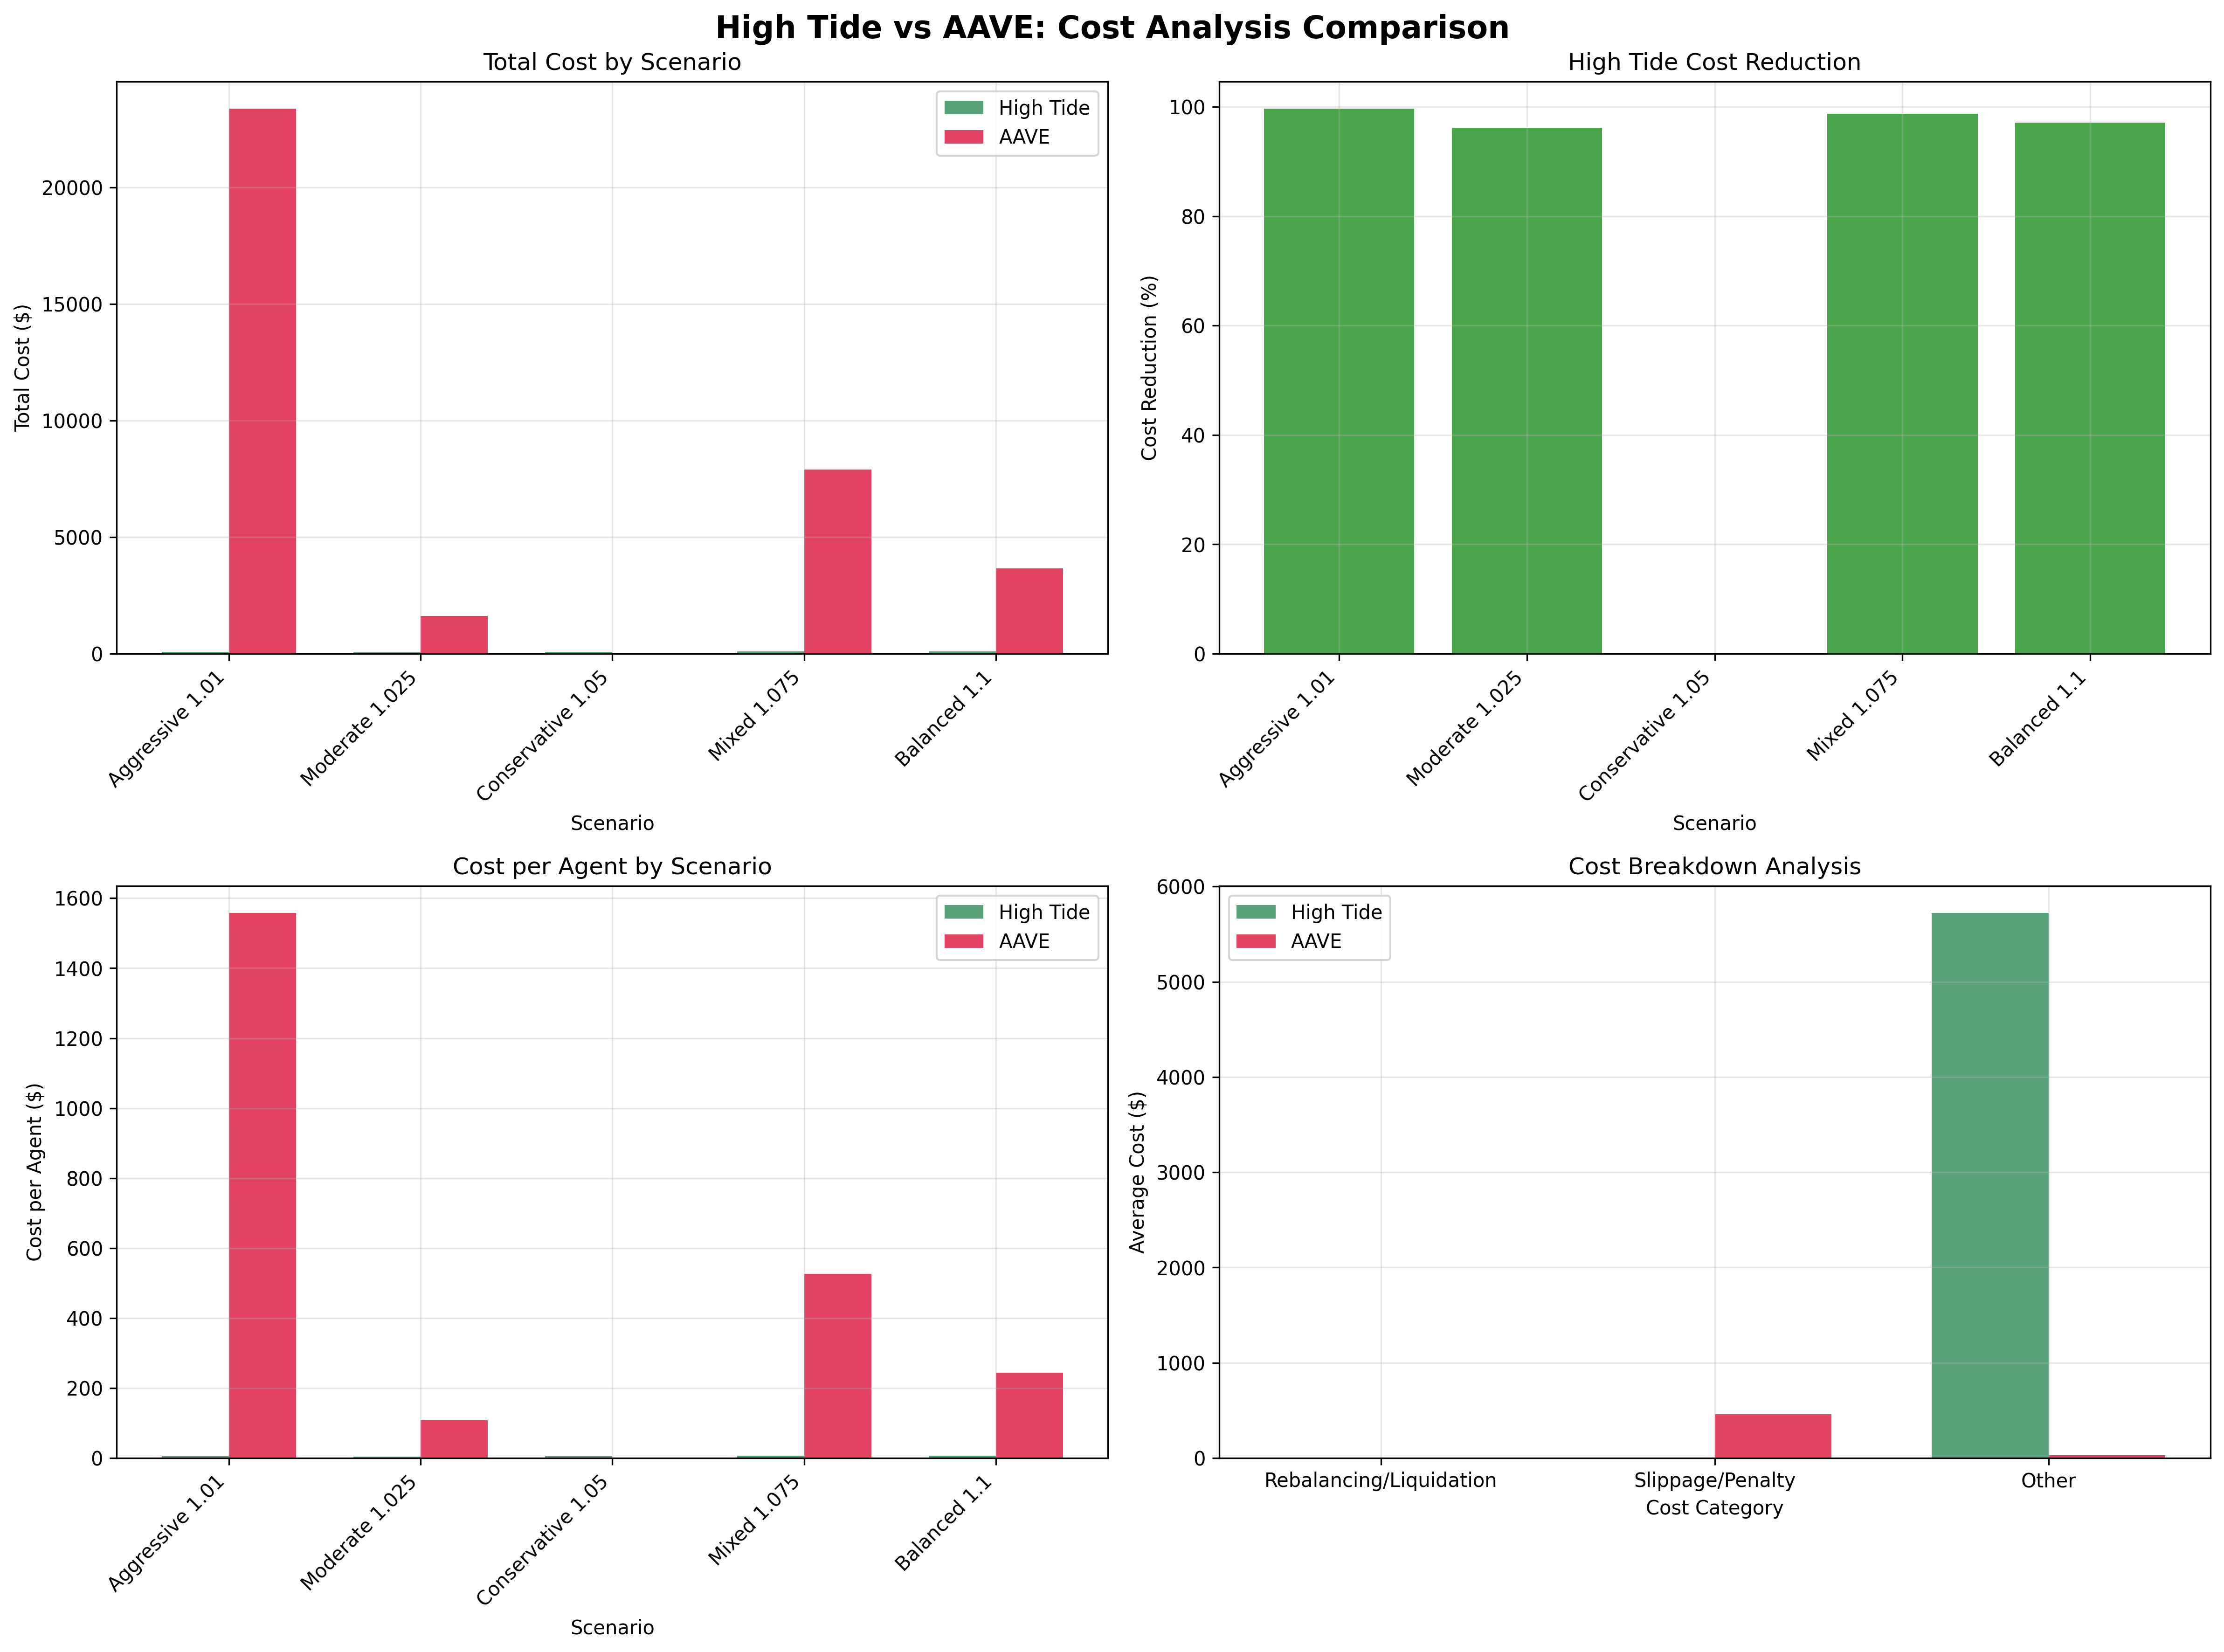 High Tide vs AAVE: Cost Analysis Comparison
Total Cost by Scenario
High Tide
AAVE
Total Cost ($)
20000
15000
10000
5000
0
Aggressive 1.01
Moderate 1.025
Conservative 1.05
Mixed 1.075
Balanced 1.1
Scenario
High Tide Cost Reduction
Cost Reduction (%)
100
80
60
40
20
0
Aggressive 1.01
Moderate 1.025
Conservative 1.05
Mixed 1.075
Balanced 1.1
Scenario
Cost per Agent by Scenario
High Tide
AAVE
Cost per Agent ($)
1600
1400
1200
1000
800
600
400
200
0
Aggressive 1.01
Moderate 1.025
Conservative 1.05
Mixed 1.075
Balanced 1.1
Scenario
Cost Breakdown Analysis
High Tide
AAVE
Average Cost ($)
6000
5000
4000
3000
2000
1000
0
Rebalancing/Liquidation
Slippage/Penalty
Other
Cost Category